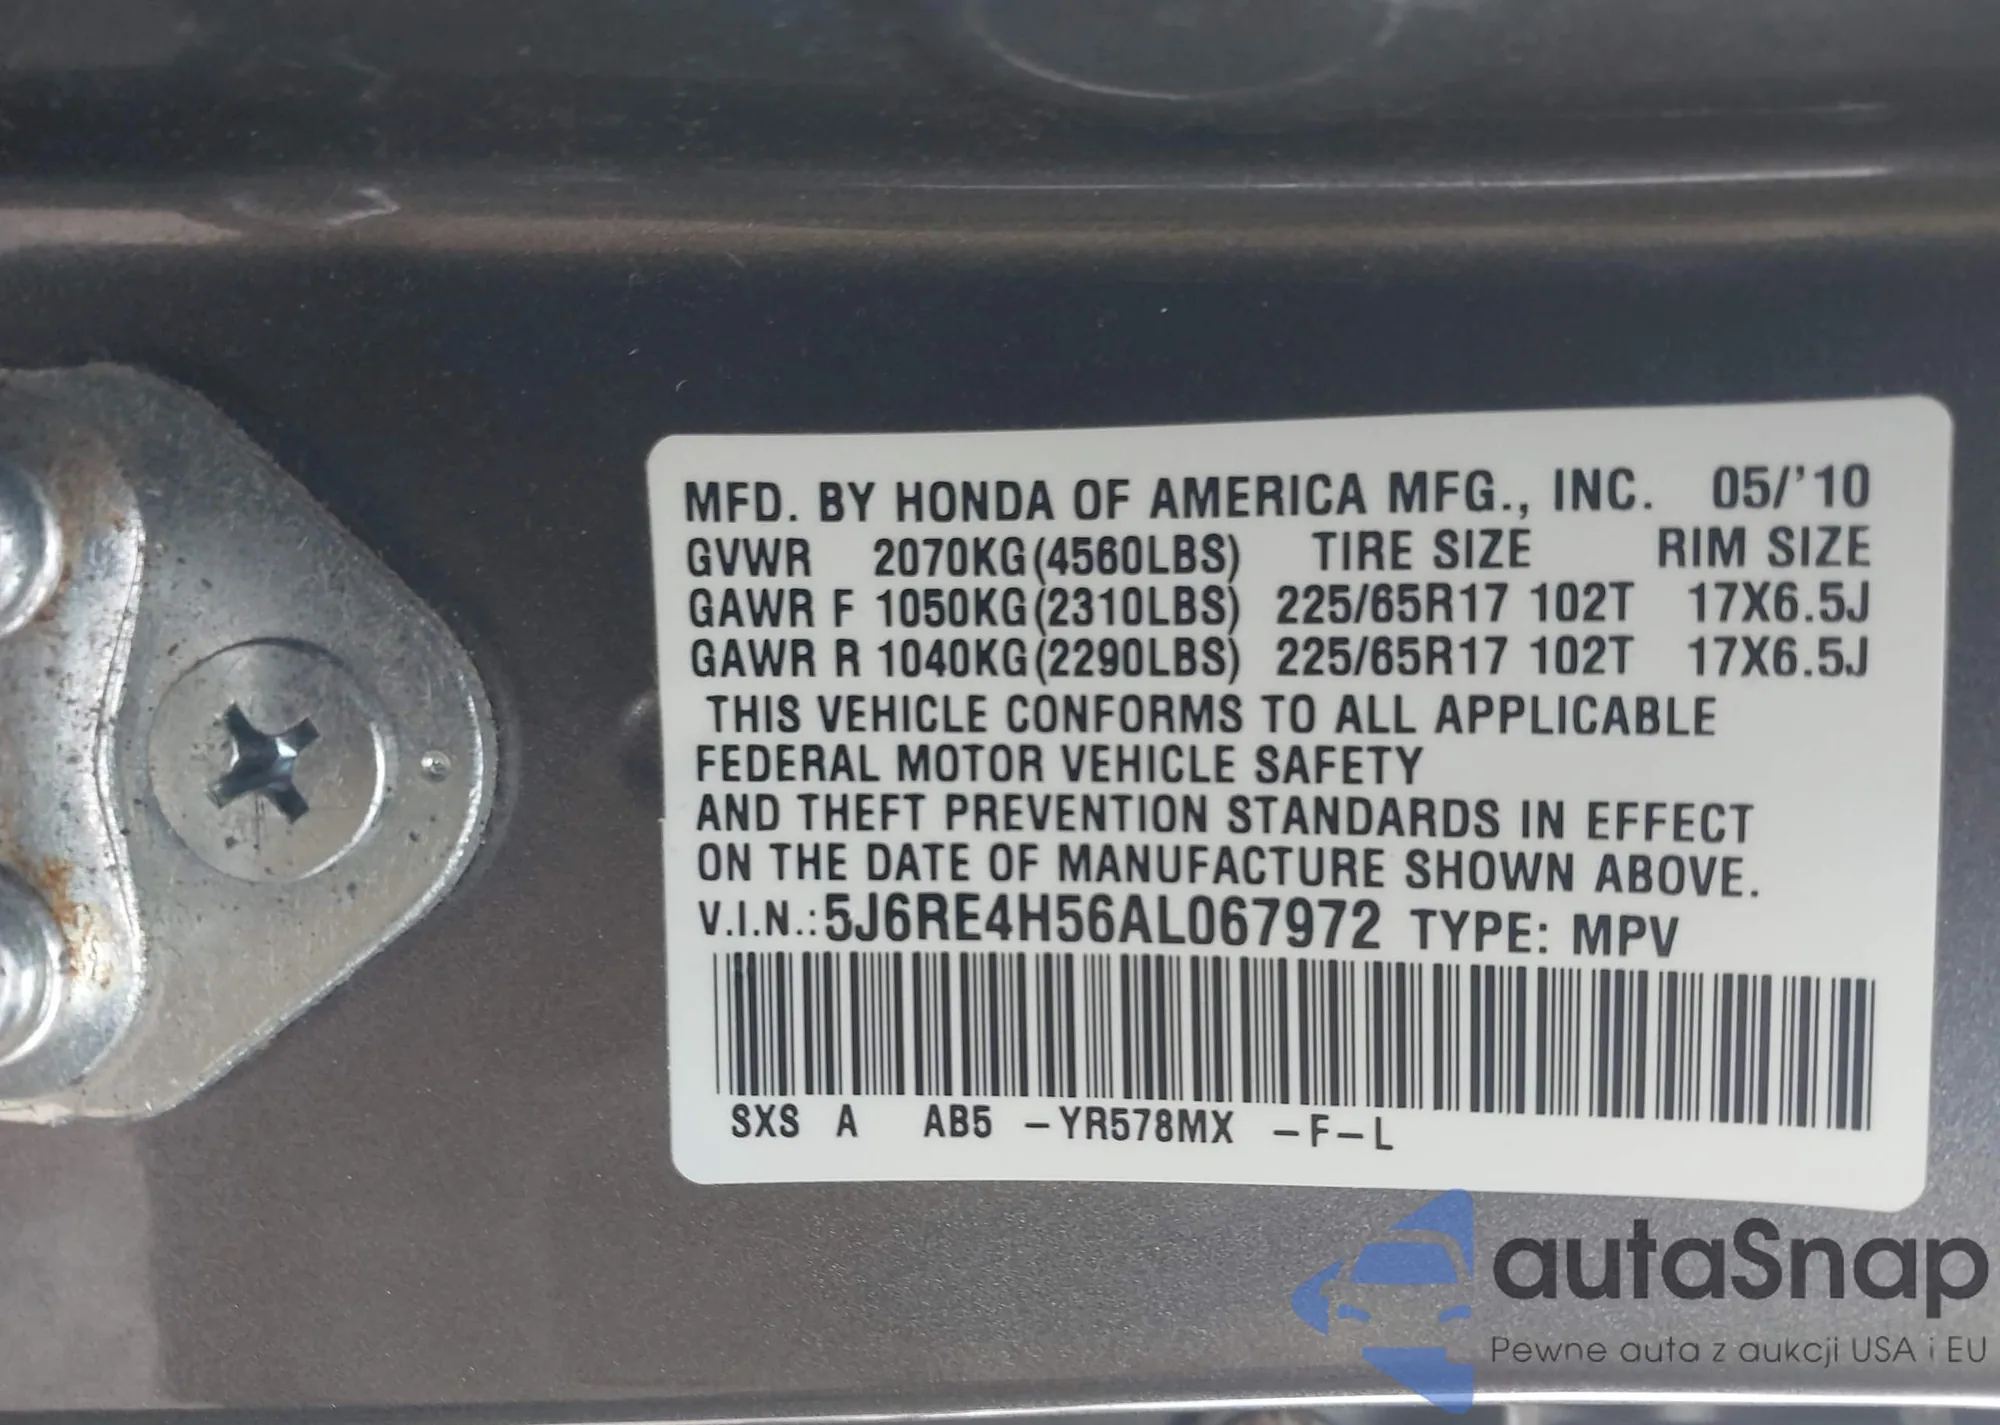 MFD. BY HONDA OF AMERICA MFG., INC. 05/'10
GVWR 2070KG(4560LBS) TIRE SIZE RIM SIZE
GAWR F 1050KG(2310LBS) 225/65R17 102T 17X6.5J
GAWR R 1040KG(2290LBS) 225/65R17 102T 17X6.5J
THIS VEHICLE CONFORMS TO ALL APPLICABLE
FEDERAL MOTOR VEHICLE SAFETY
AND THEFT PREVENTION STANDARDS IN EFFECT
ON THE DATE OF MANUFACTURE SHOWN ABOVE.
V.I.N.: 5J6RE4H56AL067972 TYPE: MPV
SXS A AB5 -YR578MX -F-L
autaSnap
Pewne auta z aukcji USA i EU